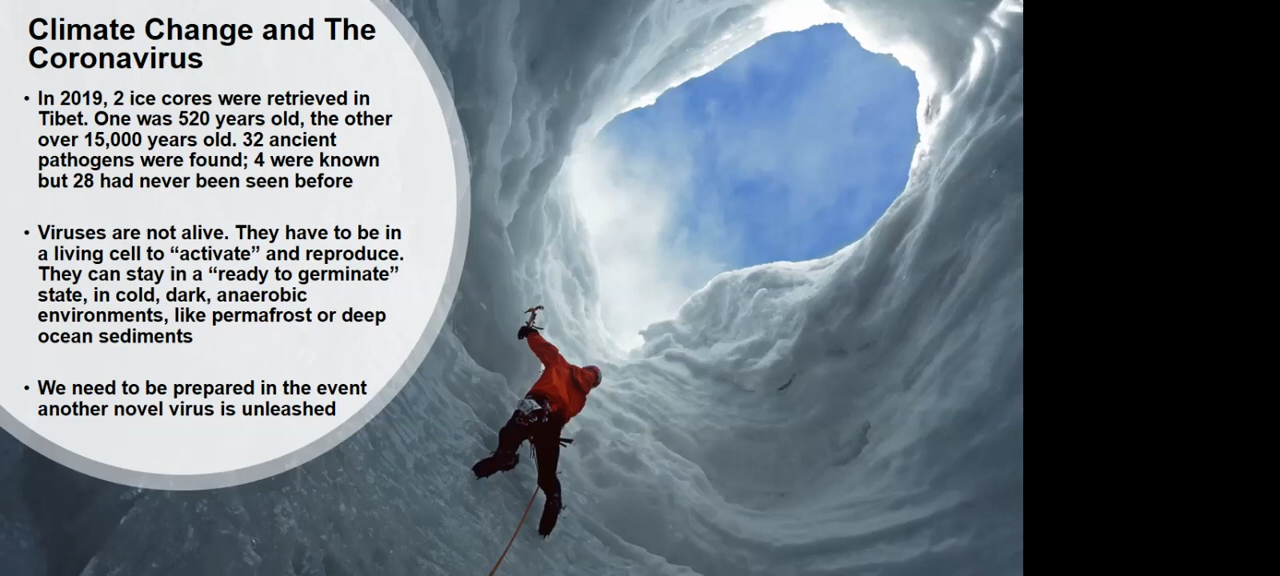 Climate Change and The
Coronavirus
• In 2019, 2 ice cores were retrieved in
Tibet. One was 520 years old, the other
over 15,000 years old. 32 ancient
pathogens were found; 4 were known
but 28 had never been seen before
• Viruses are not alive. They have to be in
a living cell to “activate” and reproduce.
They can stay in a “ready to germinate”
state, in cold, dark, anaerobic
environments, like permafrost or deep
ocean sediments
• We need to be prepared in the event
another novel virus is unleashed